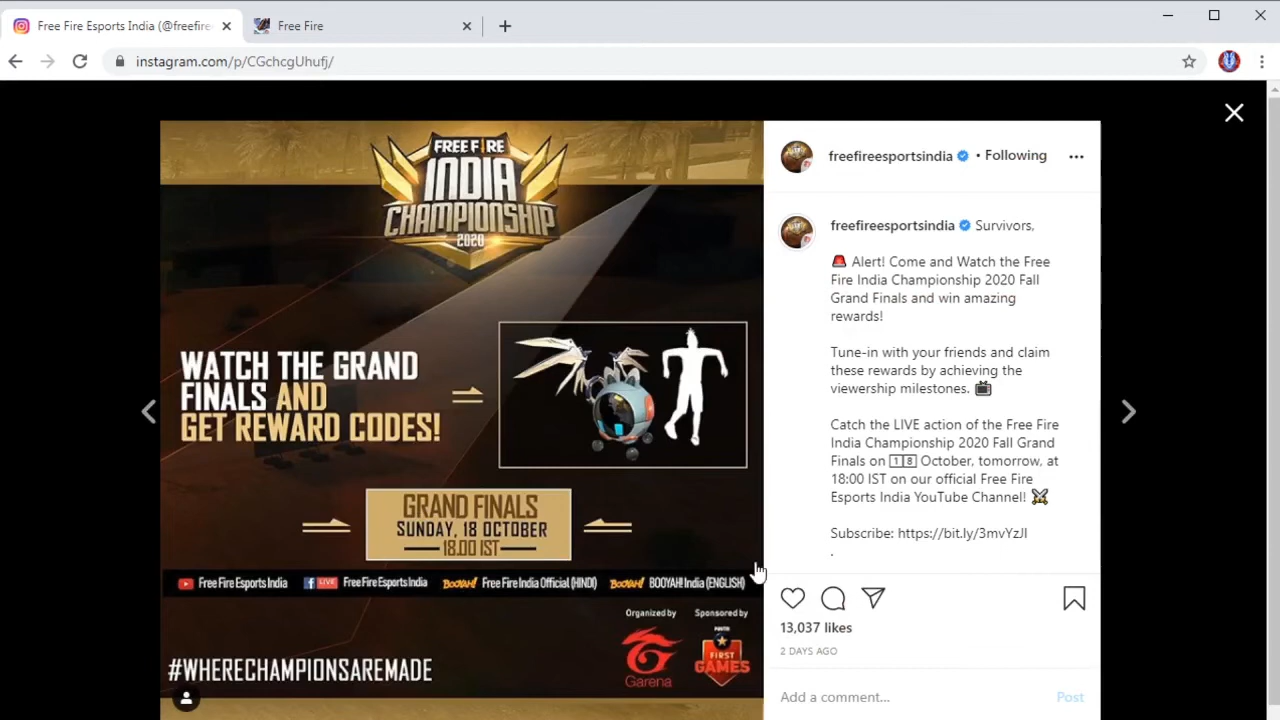 Free Fire Esports India (@freefire
Free Fire
instagram.com/p/CGchcgUhufj/
FREE FIRE
INDIA
CHAMPIONSHIP
2020
WATCH THE GRAND
FINALS AND
GET REWARD CODES!
GRAND FINALS
SUNDAY, 18 OCTOBER
18.00 IST
Free Fire Esports India
LIVE Free Fire Esports India
BOOYAH! Free Fire India Official (HINDI)
BOOYAH! BOOYAH! India (ENGLISH)
Organized by
Sponsored by
Garena
PAYTM
FIRST
GAMES
#WHERECHAMPIONSAREMADE
freefireesportsindia • Following
freefireesportsindia Survivors,
🚨 Alert! Come and Watch the Free
Fire India Championship 2020 Fall
Grand Finals and win amazing
rewards!
Tune-in with your friends and claim
these rewards by achieving the
viewership milestones. 📺
Catch the LIVE action of the Free Fire
India Championship 2020 Fall Grand
Finals on 1 8 October, tomorrow, at
18:00 IST on our official Free Fire
Esports India YouTube Channel! ⚔
Subscribe: https://bit.ly/3mvYzJl
.
13,037 likes
2 DAYS AGO
Add a comment...
Post